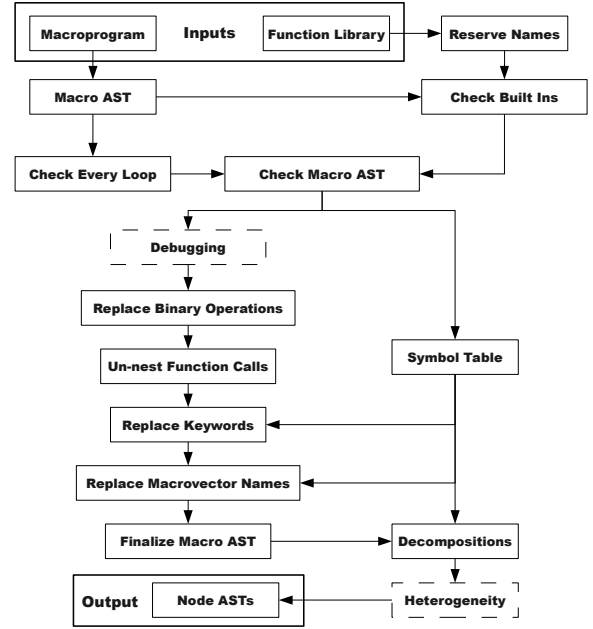 Macroprogram
Inputs
Function Library
Reserve Names
Macro AST
Check Built Ins
Check Every Loop
Check Macro AST
Debugging
Replace Binary Operations
Un-nest Function Calls
Symbol Table
Replace Keywords
Replace Macrovector Names
Finalize Macro AST
Decompositions
Output
Node ASTs
Heterogeneity